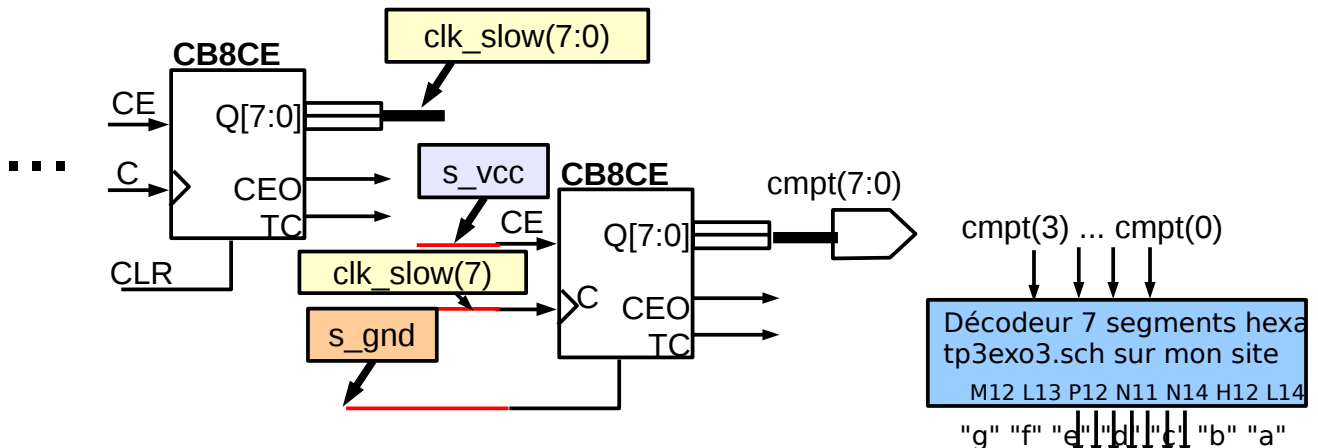 clk_slow(7:0)
CB8CE
CE
Q[7:0]
...
C
CEO
TC
CLR
s_vcc
CB8CE
CE
cmpt(7:0)
Q[7:0]
clk_slow(7)
C
CEO
TC
s_gnd
cmpt(3) ... cmpt(0)
Décodeur 7 segments hexa
tp3exo3.sch sur mon site
M12 L13 P12 N11 N14 H12 L14
"g" "f" "e" "d" "c" "b" "a"